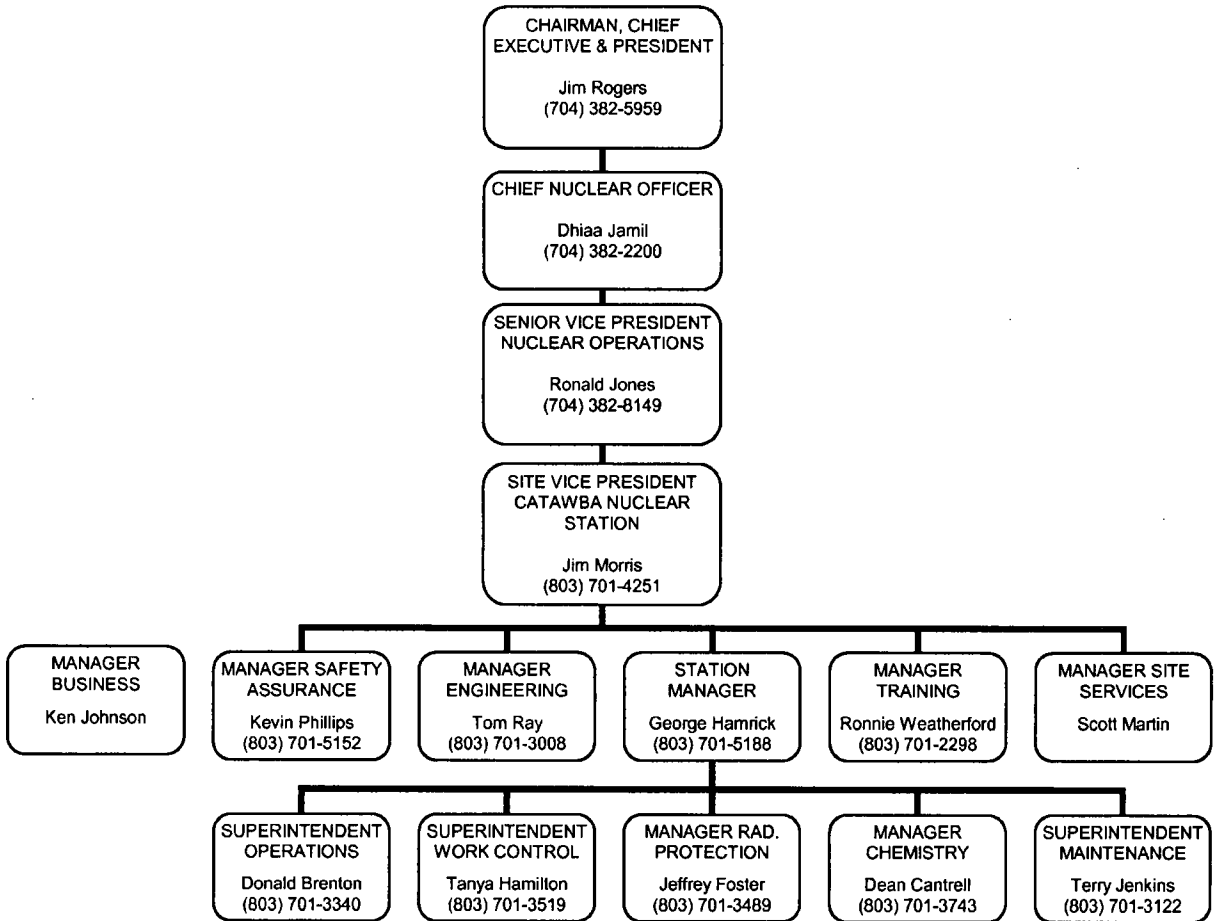 CHAIRMAN, CHIEF
EXECUTIVE & PRESIDENT
Jim Rogers
(704) 382-5959
CHIEF NUCLEAR OFFICER
Dhiaa Jamil
(704) 382-2200
SENIOR VICE PRESIDENT
NUCLEAR OPERATIONS
Ronald Jones
(704) 382-8149
SITE VICE PRESIDENT
CATAWBA NUCLEAR
STATION
Jim Morris
(803) 701-4251
MANAGER
BUSINESS
Ken Johnson
MANAGER SAFETY
ASSURANCE
Kevin Phillips
(803) 701-5152
MANAGER
ENGINEERING
Tom Ray
(803) 701-3008
STATION
MANAGER
George Hamrick
(803) 701-5188
MANAGER
TRAINING
Ronnie Weatherford
(803) 701-2298
MANAGER SITE
SERVICES
Scott Martin
SUPERINTENDENT
OPERATIONS
Donald Brenton
(803) 701-3340
SUPERINTENDENT
WORK CONTROL
Tanya Hamilton
(803) 701-3519
MANAGER RAD.
PROTECTION
Jeffrey Foster
(803) 701-3489
MANAGER
CHEMISTRY
Dean Cantrell
(803) 701-3743
SUPERINTENDENT
MAINTENANCE
Terry Jenkins
(803) 701-3122